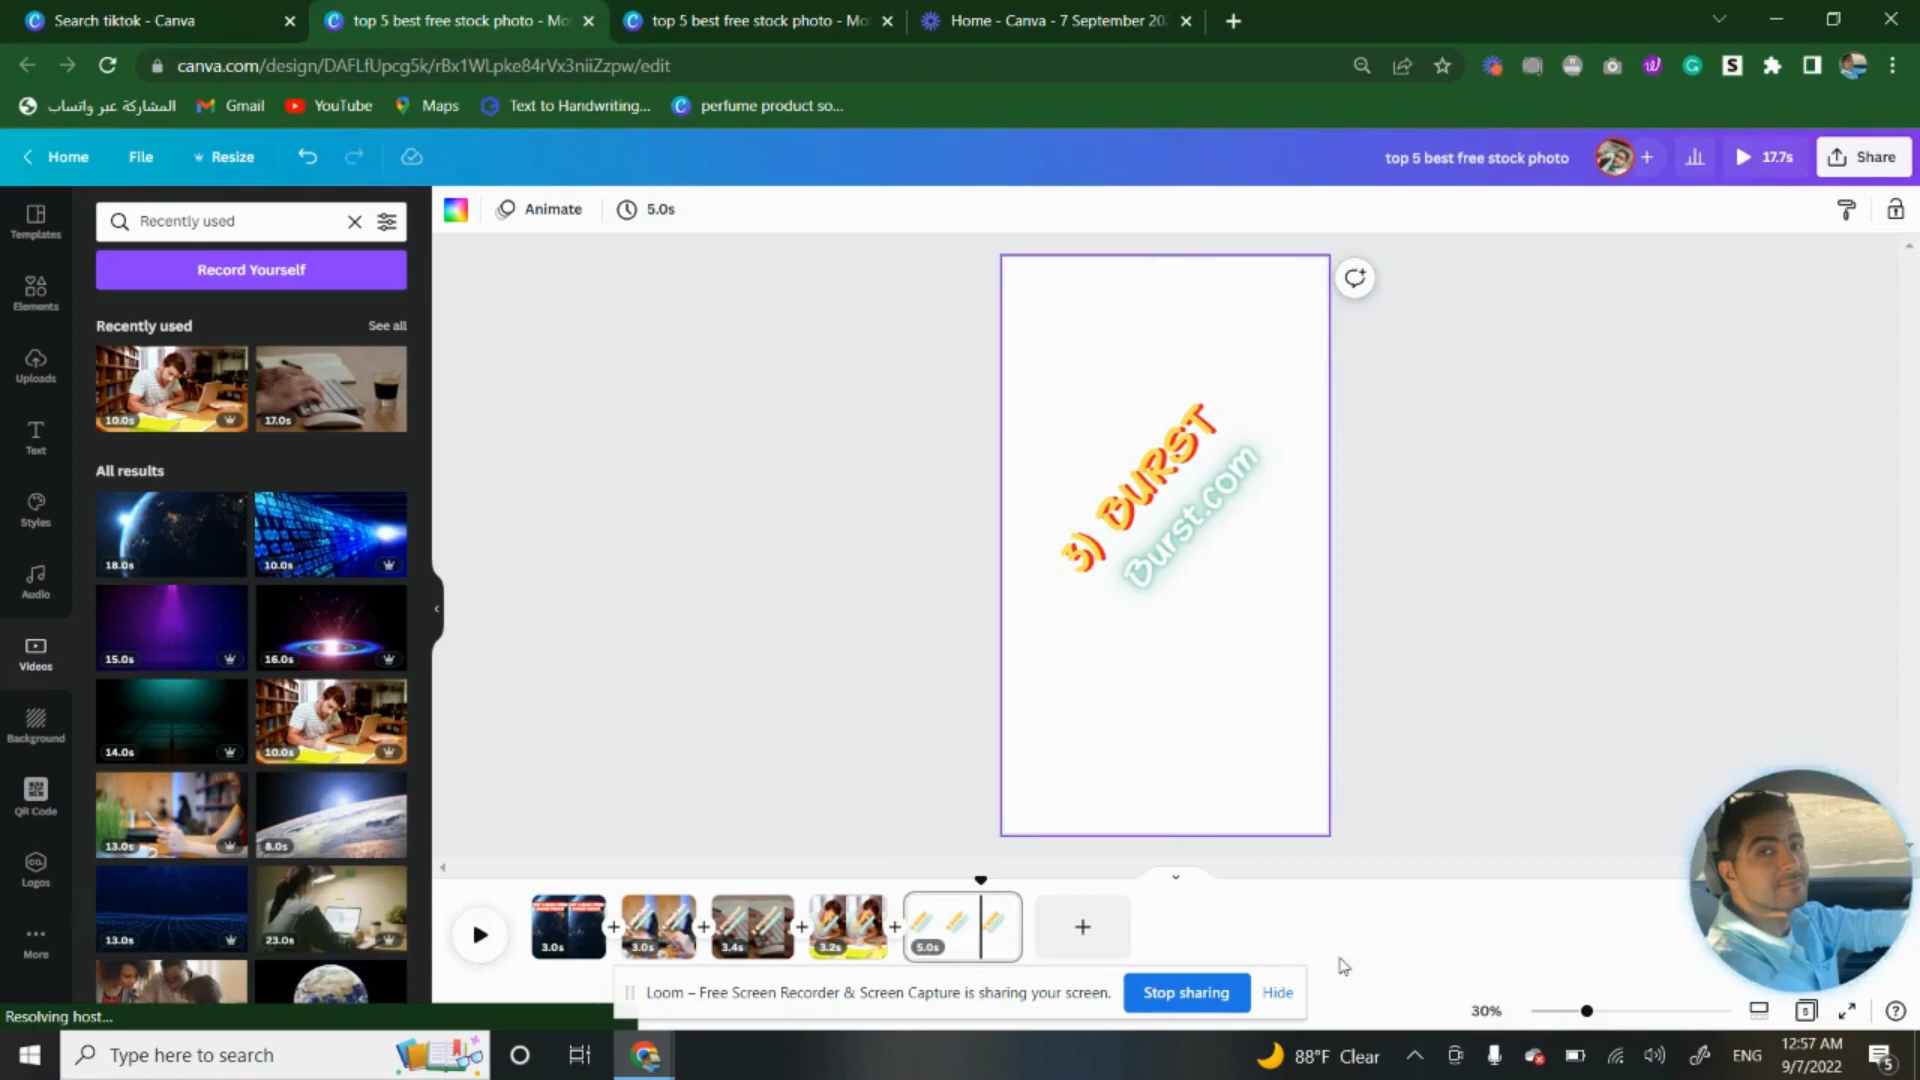 Search tiktok - Canva
top 5 best free stock photo - Mo
top 5 best free stock photo - Mo
Home - Canva - 7 September 202
canva.com/design/DAFLfUpcg5k/rBx1WLpke84rVx3niiZzpw/edit
المشاركة عبر واتساب
Gmail
YouTube
Maps
Text to Handwriting...
perfume product so...
Home
File
Resize
top 5 best free stock photo
17.7s
Share
Templates
Elements
Uploads
Text
Styles
Audio
Videos
Background
QR Code
Logos
More
Recently used
Record Yourself
Recently used
See all
10.0s
17.0s
All results
18.0s
10.0s
15.0s
16.0s
14.0s
10.0s
13.0s
8.0s
13.0s
23.0s
Animate
5.0s
3) BURST
Burst.com
3.0s
3.0s
3.4s
3.2s
5.0s
Loom – Free Screen Recorder & Screen Capture is sharing your screen.
Stop sharing
Hide
30%
Resolving host...
Type here to search
88°F Clear
ENG
12:57 AM
9/7/2022
5